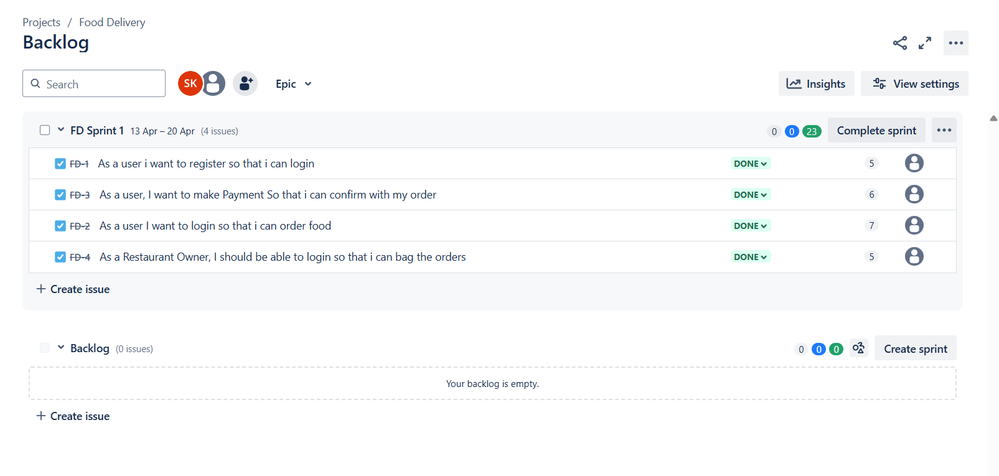 Projects / Food Delivery
Backlog
Search
SK
Epic
Insights
View settings
FD Sprint 1 13 Apr – 20 Apr (4 issues) 0 0 23 Complete sprint
FD-1 As a user i want to register so that i can login DONE 5
FD-3 As a user, I want to make Payment So that i can confirm with my order DONE 6
FD-2 As a user I want to login so that i can order food DONE 7
FD-4 As a Restaurant Owner, I should be able to login so that i can bag the orders DONE 5
+ Create issue
Backlog (0 issues) 0 0 0 Create sprint
Your backlog is empty.
+ Create issue